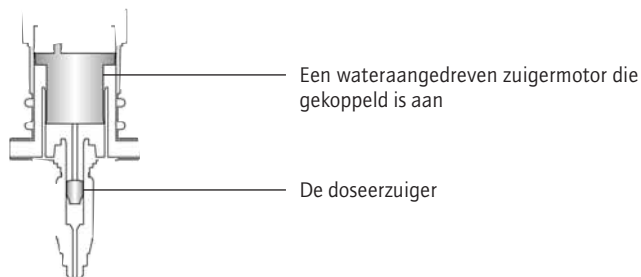 Een wateraangedreven zuigermotor die
gekoppeld is aan
De doseerzuiger